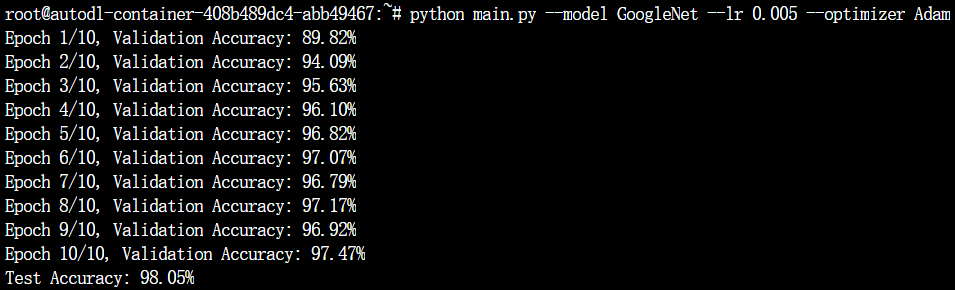 root@autodl-container-408b489dc4-abb49467:~# python main.py --model GoogleNet --lr 0.005 --optimizer Adam
Epoch 1/10, Validation Accuracy: 89.82%
Epoch 2/10, Validation Accuracy: 94.09%
Epoch 3/10, Validation Accuracy: 95.63%
Epoch 4/10, Validation Accuracy: 96.10%
Epoch 5/10, Validation Accuracy: 96.82%
Epoch 6/10, Validation Accuracy: 97.07%
Epoch 7/10, Validation Accuracy: 96.79%
Epoch 8/10, Validation Accuracy: 97.17%
Epoch 9/10, Validation Accuracy: 96.92%
Epoch 10/10, Validation Accuracy: 97.47%
Test Accuracy: 98.05%